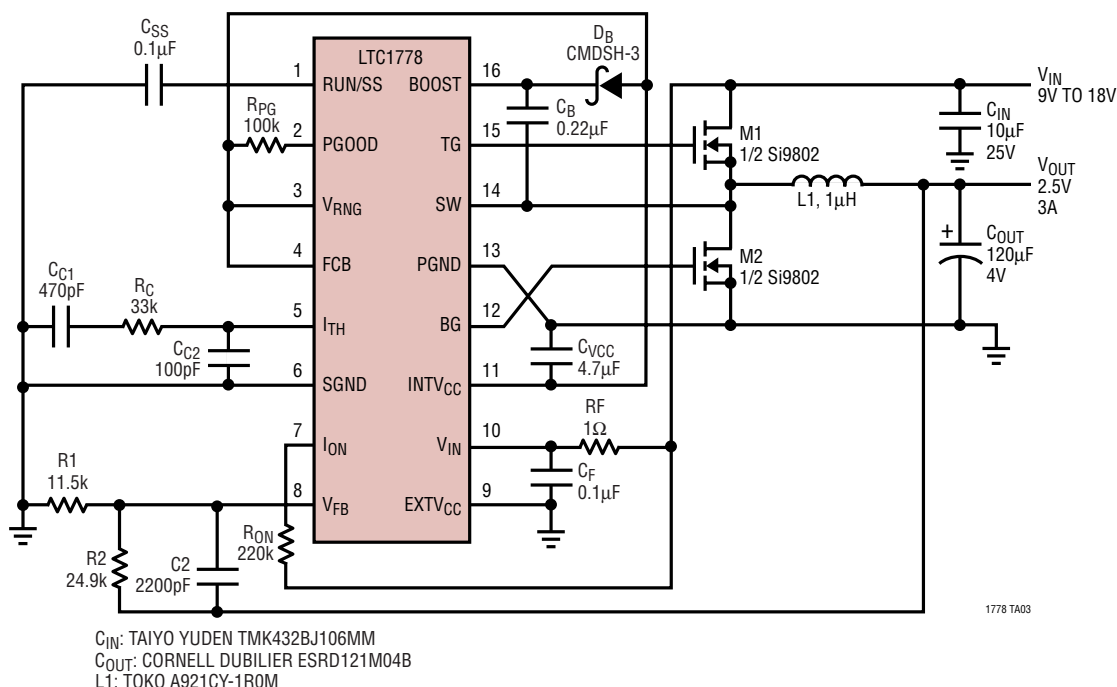 CSS
0.1µF
DB
CMDSH-3
LTC1778
1
RUN/SS
BOOST
16
RPG
100k
2
PGOOD
TG
15
CB
0.22µF
M1
1/2 Si9802
VIN
9V TO 18V
CIN
10µF
25V
3
VRNG
SW
14
L1, 1µH
VOUT
2.5V
3A
4
FCB
PGND
13
M2
1/2 Si9802
COUT
+
120µF
4V
CC1
470pF
RC
33k
5
ITH
BG
12
CC2
100pF
CVCC
4.7µF
6
SGND
INTVCC
11
7
ION
VIN
10
RF
1Ω
CF
0.1µF
R1
11.5k
8
VFB
EXTVCC
9
R2
24.9k
C2
2200pF
RON
220k
1778 TA03
CIN: TAIYO YUDEN TMK432BJ106MM
COUT: CORNELL DUBILIER ESRD121M04B
L1: TOKO A921CY-1R0M